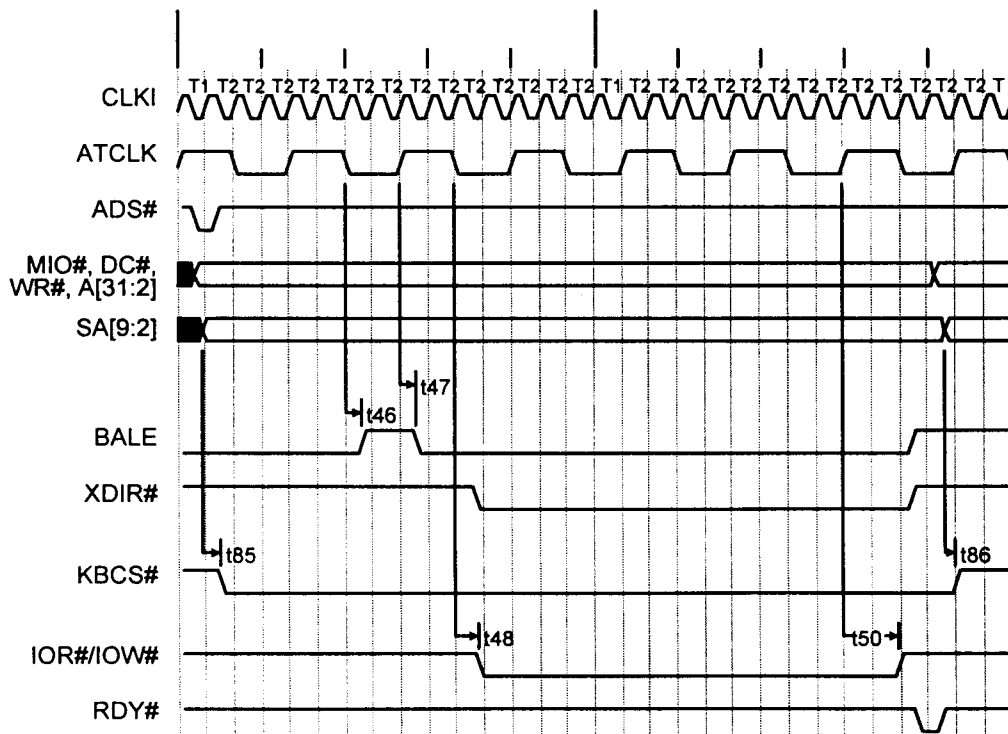 CLKI T1 T2 T2 T2 T2 T2 T2 T2 T2 T2 T2 T2 T2 T2 T2 T1 T2 T2 T2 T2 T2 T2 T2 T2 T2 T2 T2 T2 T2 T
ATCLK
ADS#
MIO#, DC#,
WR#, A[31:2]
SA[9:2]
t47
t46
BALE
XDIR#
t85 t86
KBCS#
t48 t50
IOR#/IOW#
RDY#